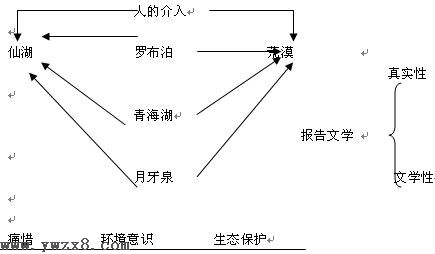 人的介入
仙湖 罗布泊 荒漠
真实性
青海湖
报告文学
月牙泉 文学性
痛惜 环境意识 生态保护
www.ywzx8.com